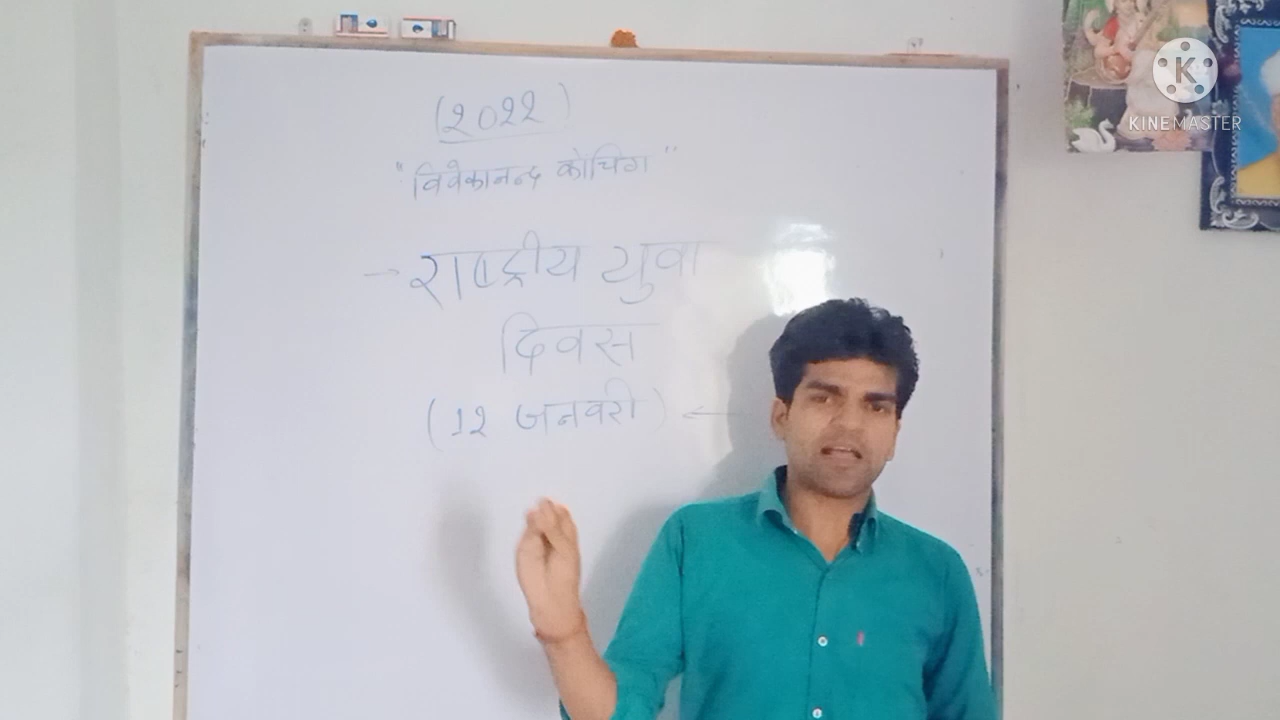 (2022)
"विवेकानन्द कोचिंग"
→ राष्ट्रीय युवा
दिवस
(12 जनवरी) ←
K
KINEMASTER